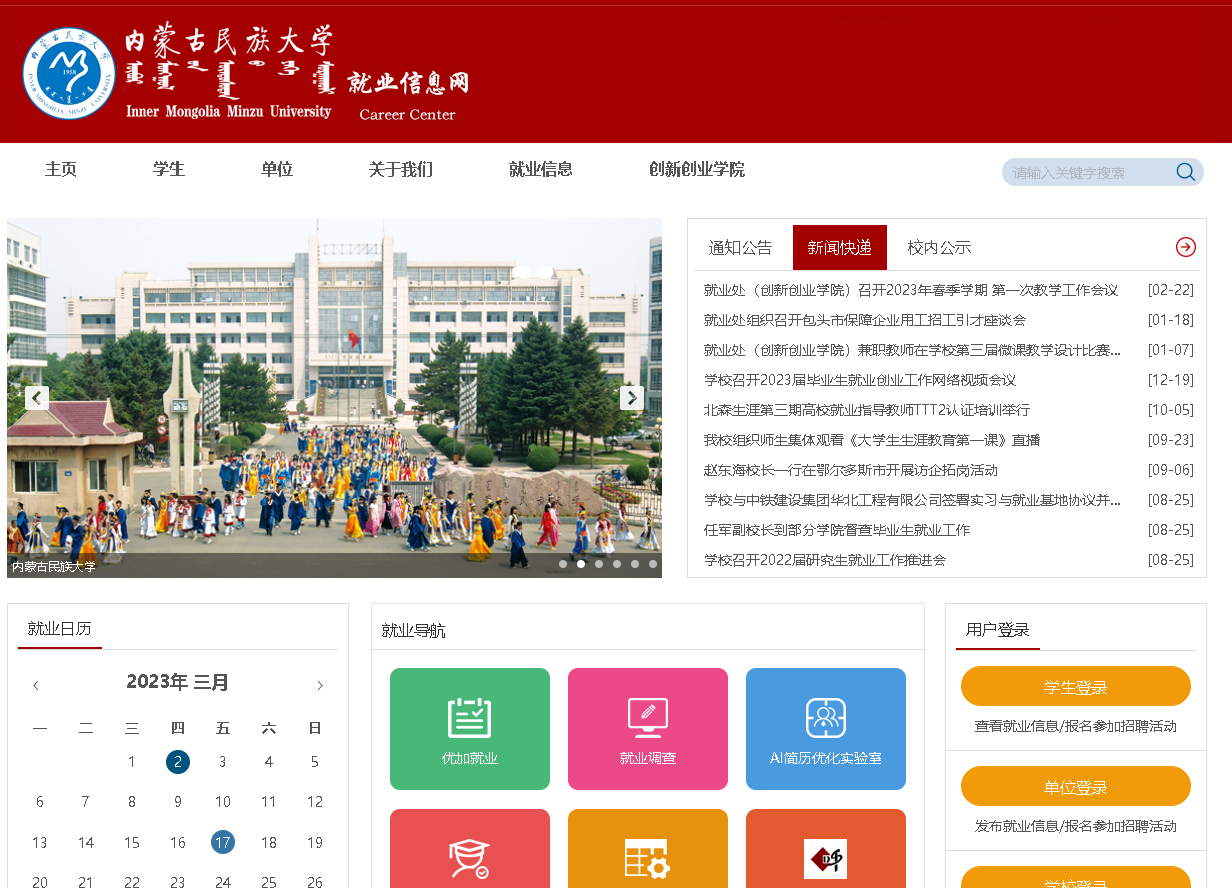 内蒙古民族大学
Inner Mongolia Minzu University
就业信息网
Career Center
主页 学生 单位 关于我们 就业信息 创新创业学院
请输入关键字搜索
内蒙古民族大学
通知公告 新闻快递 校内公示
就业处（创新创业学院）召开2023年春季学期 第一次教学工作会议 [02-22]
就业处组织召开包头市保障企业用工招工引才座谈会 [01-18]
就业处（创新创业学院）兼职教师在学校第三届微课教学设计比赛... [01-07]
学校召开2023届毕业生就业创业工作网络视频会议 [12-19]
北森生涯第三期高校就业指导教师TTT2认证培训举行 [10-05]
我校组织师生集体观看《大学生生涯教育第一课》直播 [09-23]
赵东海校长一行在鄂尔多斯市开展访企拓岗活动 [09-06]
学校与中铁建设集团华北工程有限公司签署实习与就业基地协议并... [08-25]
任军副校长到部分学院督查毕业生就业工作 [08-25]
学校召开2022届研究生就业工作推进会 [08-25]
就业日历
2023年 三月
一 二 三 四 五 六 日
1 2 3 4 5
6 7 8 9 10 11 12
13 14 15 16 17 18 19
20 21 22 23 24 25 26
就业导航
优加就业 就业调查 AI简历优化实验室
用户登录
学生登录
查看就业信息/报名参加招聘活动
单位登录
发布就业信息/报名参加招聘活动
学校登录